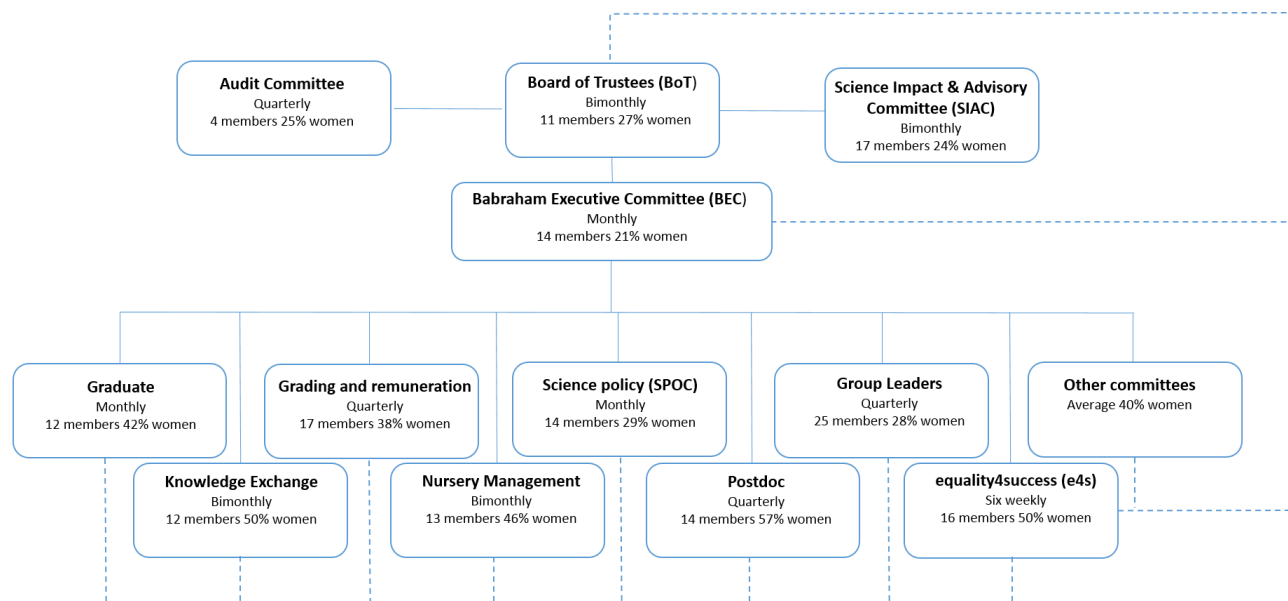 Audit Committee
Quarterly
4 members 25% women
Board of Trustees (BoT)
Bimonthly
11 members 27% women
Science Impact & Advisory
Committee (SIAC)
Bimonthly
17 members 24% women
Babraham Executive Committee (BEC)
Monthly
14 members 21% women
Graduate
Monthly
12 members 42% women
Grading and remuneration
Quarterly
17 members 38% women
Science policy (SPOC)
Monthly
14 members 29% women
Group Leaders
Quarterly
25 members 28% women
Other committees
Average 40% women
Knowledge Exchange
Bimonthly
12 members 50% women
Nursery Management
Bimonthly
13 members 46% women
Postdoc
Quarterly
14 members 57% women
equality4success (e4s)
Six weekly
16 members 50% women